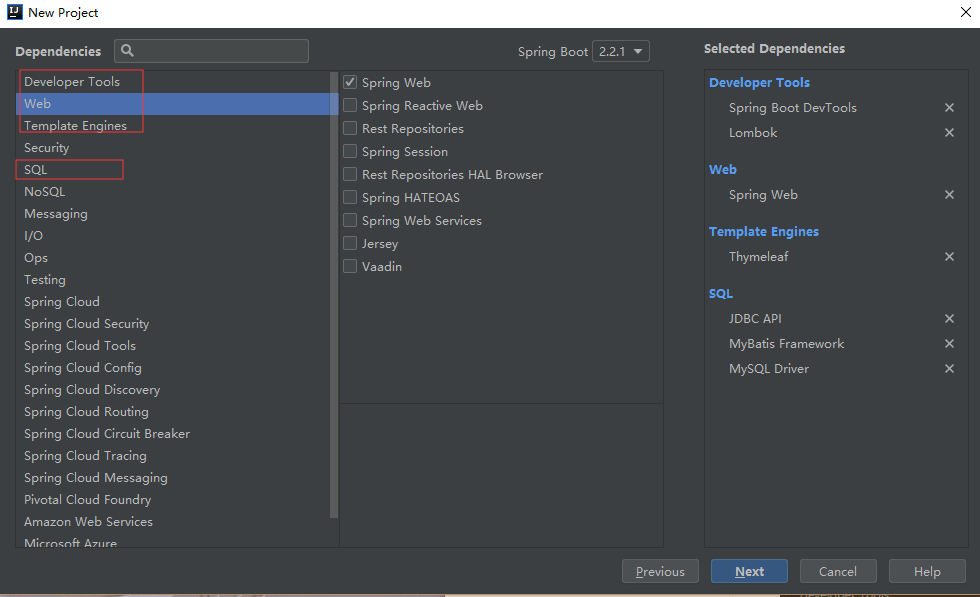 New Project
Dependencies
Spring Boot 2.2.1
Developer Tools
Web
Template Engines
Security
SQL
NoSQL
Messaging
I/O
Ops
Testing
Spring Cloud
Spring Cloud Security
Spring Cloud Tools
Spring Cloud Config
Spring Cloud Discovery
Spring Cloud Routing
Spring Cloud Circuit Breaker
Spring Cloud Tracing
Spring Cloud Messaging
Pivotal Cloud Foundry
Amazon Web Services
Microsoft Azure
Spring Web
Spring Reactive Web
Rest Repositories
Spring Session
Rest Repositories HAL Browser
Spring HATEOAS
Spring Web Services
Jersey
Vaadin
Selected Dependencies
Developer Tools
Spring Boot DevTools
Lombok
Web
Spring Web
Template Engines
Thymeleaf
SQL
JDBC API
MyBatis Framework
MySQL Driver
Previous
Next
Cancel
Help